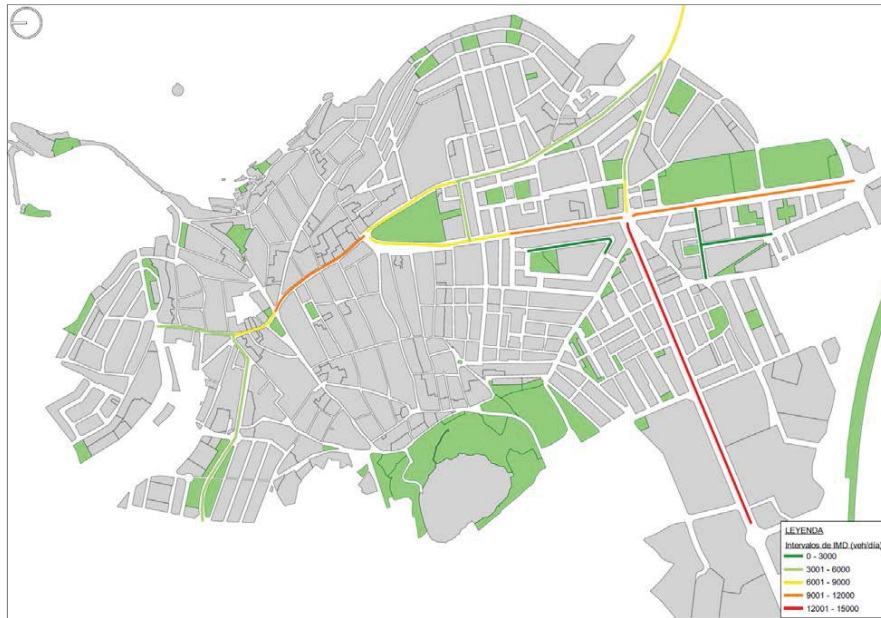 LEYENDA
Intervalos de IMD (veh/día)
0 - 3000
3001 - 6000
6001 - 9000
9001 - 12000
12001 - 15000